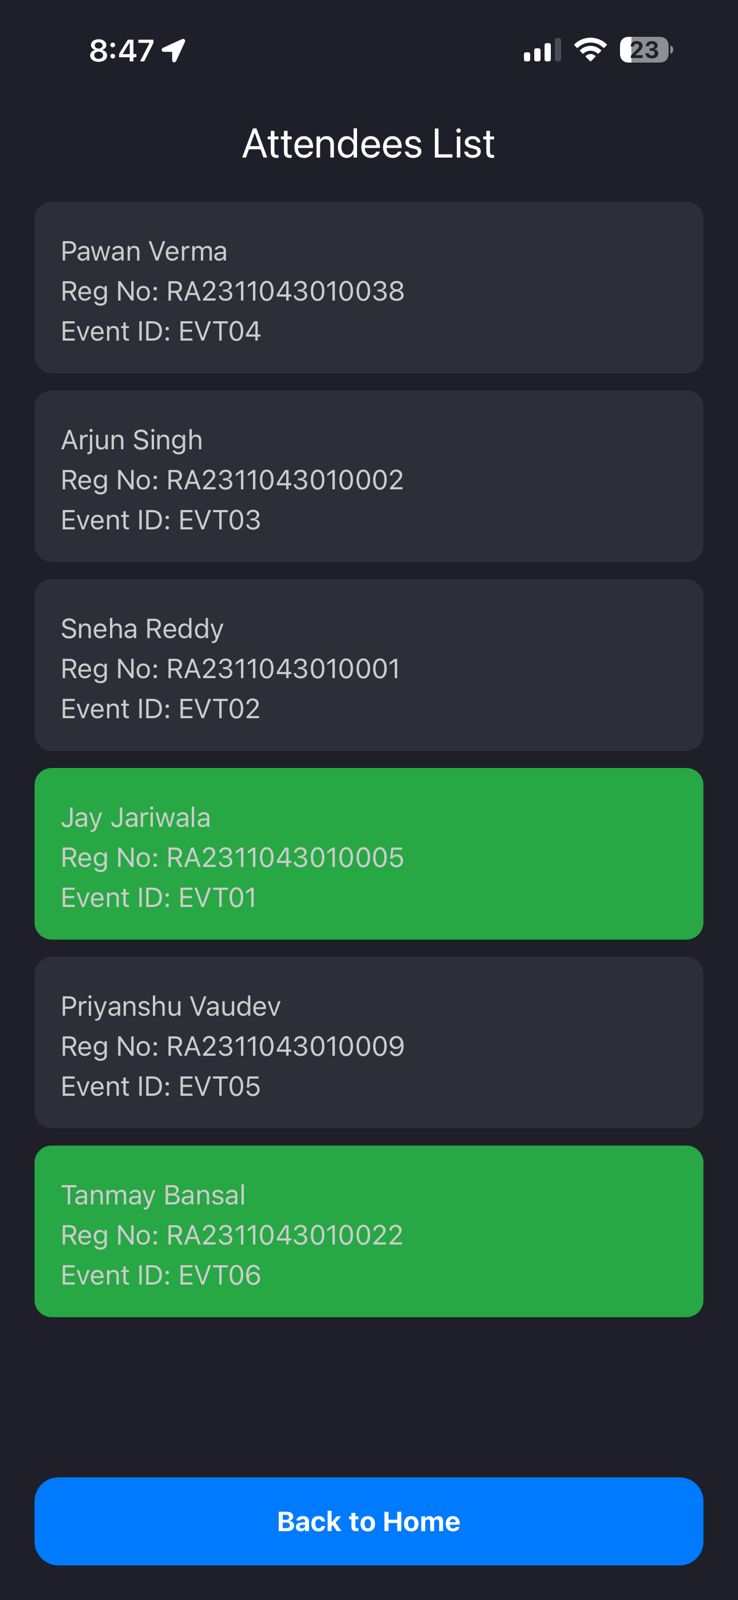 8:47
23
Attendees List
Pawan Verma
Reg No: RA2311043010038
Event ID: EVT04
Arjun Singh
Reg No: RA2311043010002
Event ID: EVT03
Sneha Reddy
Reg No: RA2311043010001
Event ID: EVT02
Jay Jariwala
Reg No: RA2311043010005
Event ID: EVT01
Priyanshu Vaudev
Reg No: RA2311043010009
Event ID: EVT05
Tanmay Bansal
Reg No: RA2311043010022
Event ID: EVT06
Back to Home